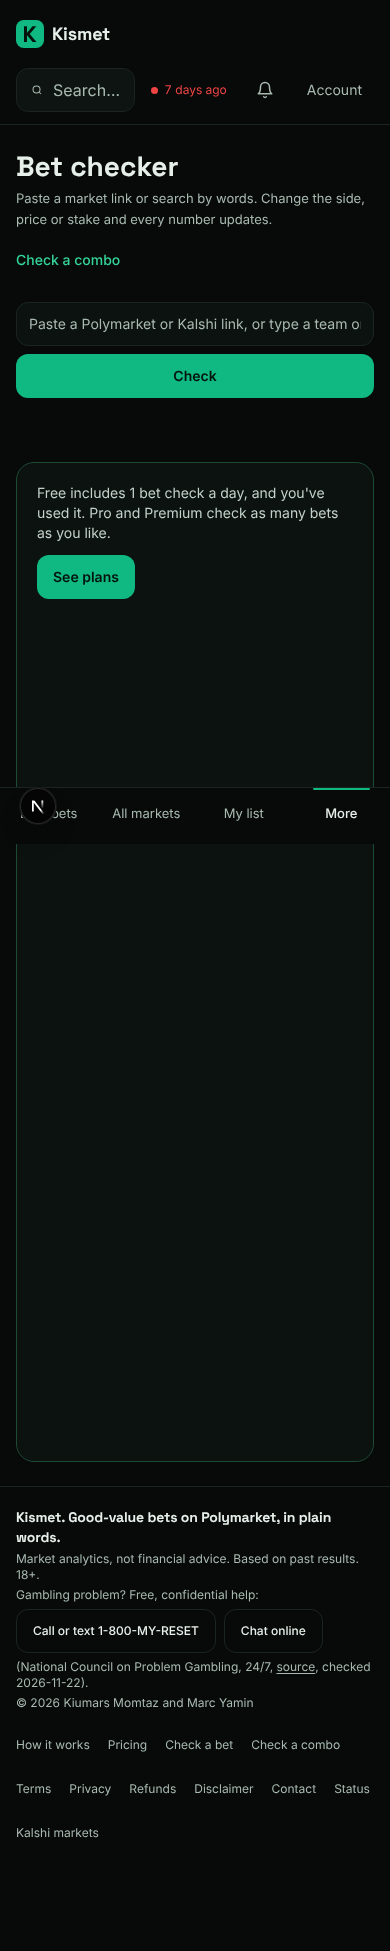 Kismet
Search...
7 days ago
Account
Bet checker
Paste a market link or search by words. Change the side,
price or stake and every number updates.
Check a combo
Paste a Polymarket or Kalshi link, or type a team o
Check
Free includes 1 bet check a day, and you've
used it. Pro and Premium check as many bets
as you like.
See plans
bets
All markets
My list
More
Kismet. Good-value bets on Polymarket, in plain
words.
Market analytics, not financial advice. Based on past results.
18+.
Gambling problem? Free, confidential help:
Call or text 1-800-MY-RESET
Chat online
(National Council on Problem Gambling, 24/7, source, checked
2026-11-22).
© 2026 Kiumars Momtaz and Marc Yamin
How it works
Pricing
Check a bet
Check a combo
Terms
Privacy
Refunds
Disclaimer
Contact
Status
Kalshi markets